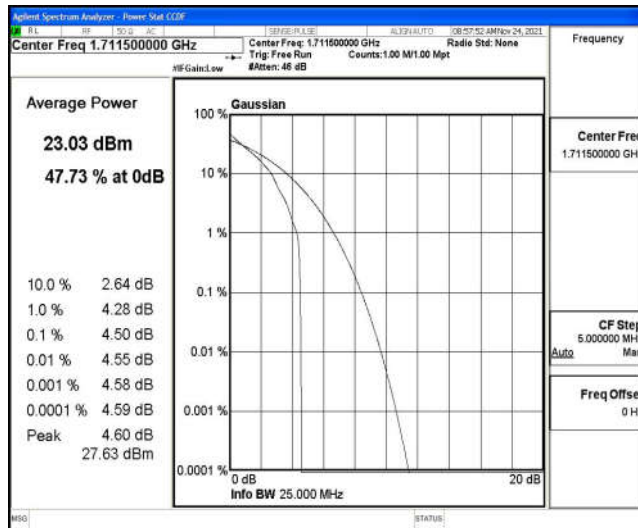 Agilent Spectrum Analyzer - Power Stat CCDF
RL RF 50 Ω AC SENSE:PULSE ALIGN AUTO 08:57:52 AM Nov 24, 2021
Center Freq 1.711500000 GHz
Center Freq: 1.711500000 GHz Radio Std: None
Trig: Free Run Counts:1.00 M/1.00 Mpt
#IFGain:Low #Atten: 46 dB
Frequency
Average Power
23.03 dBm
47.73 % at 0dB
10.0 % 2.64 dB
1.0 % 4.28 dB
0.1 % 4.50 dB
0.01 % 4.55 dB
0.001 % 4.58 dB
0.0001 % 4.59 dB
Peak 4.60 dB
27.63 dBm
Gaussian
100 %
10 %
1 %
0.1 %
0.01 %
0.001 %
0.0001 %
0 dB 20 dB
Info BW 25.000 MHz
Center Fre
1.711500000 GH
CF Step
5.000000 MH
Auto Ma
Freq Offse
0 H
MSG STATUS